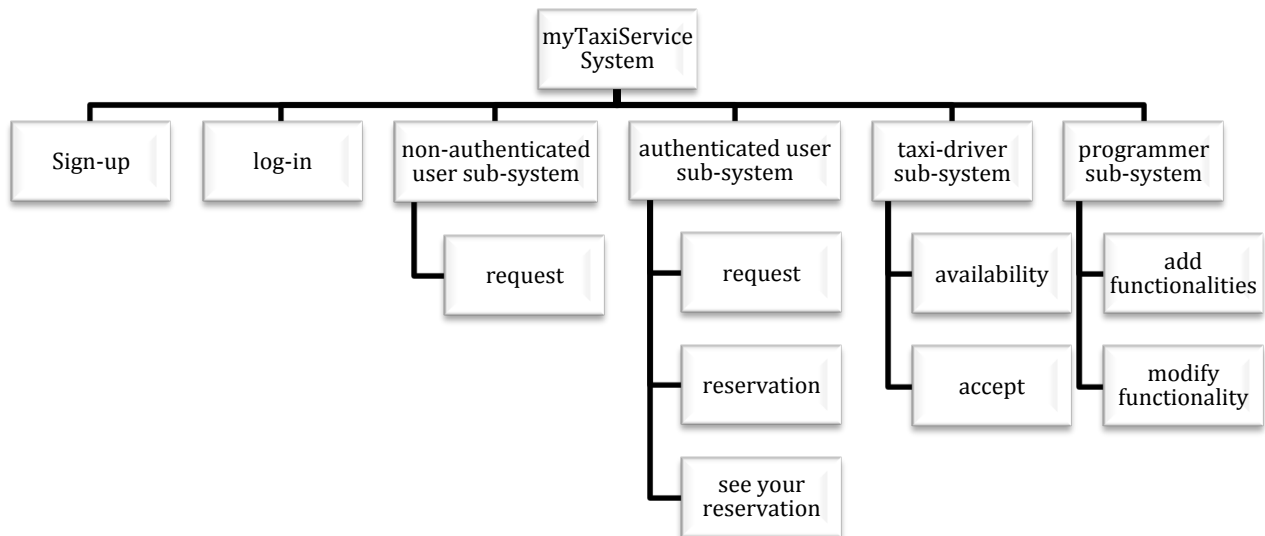 myTaxiService
System
Sign-up
log-in
non-authenticated
user sub-system
request
authenticated user
sub-system
request
reservation
see your
reservation
taxi-driver
sub-system
availability
accept
programmer
sub-system
add
functionalities
modify
functionality